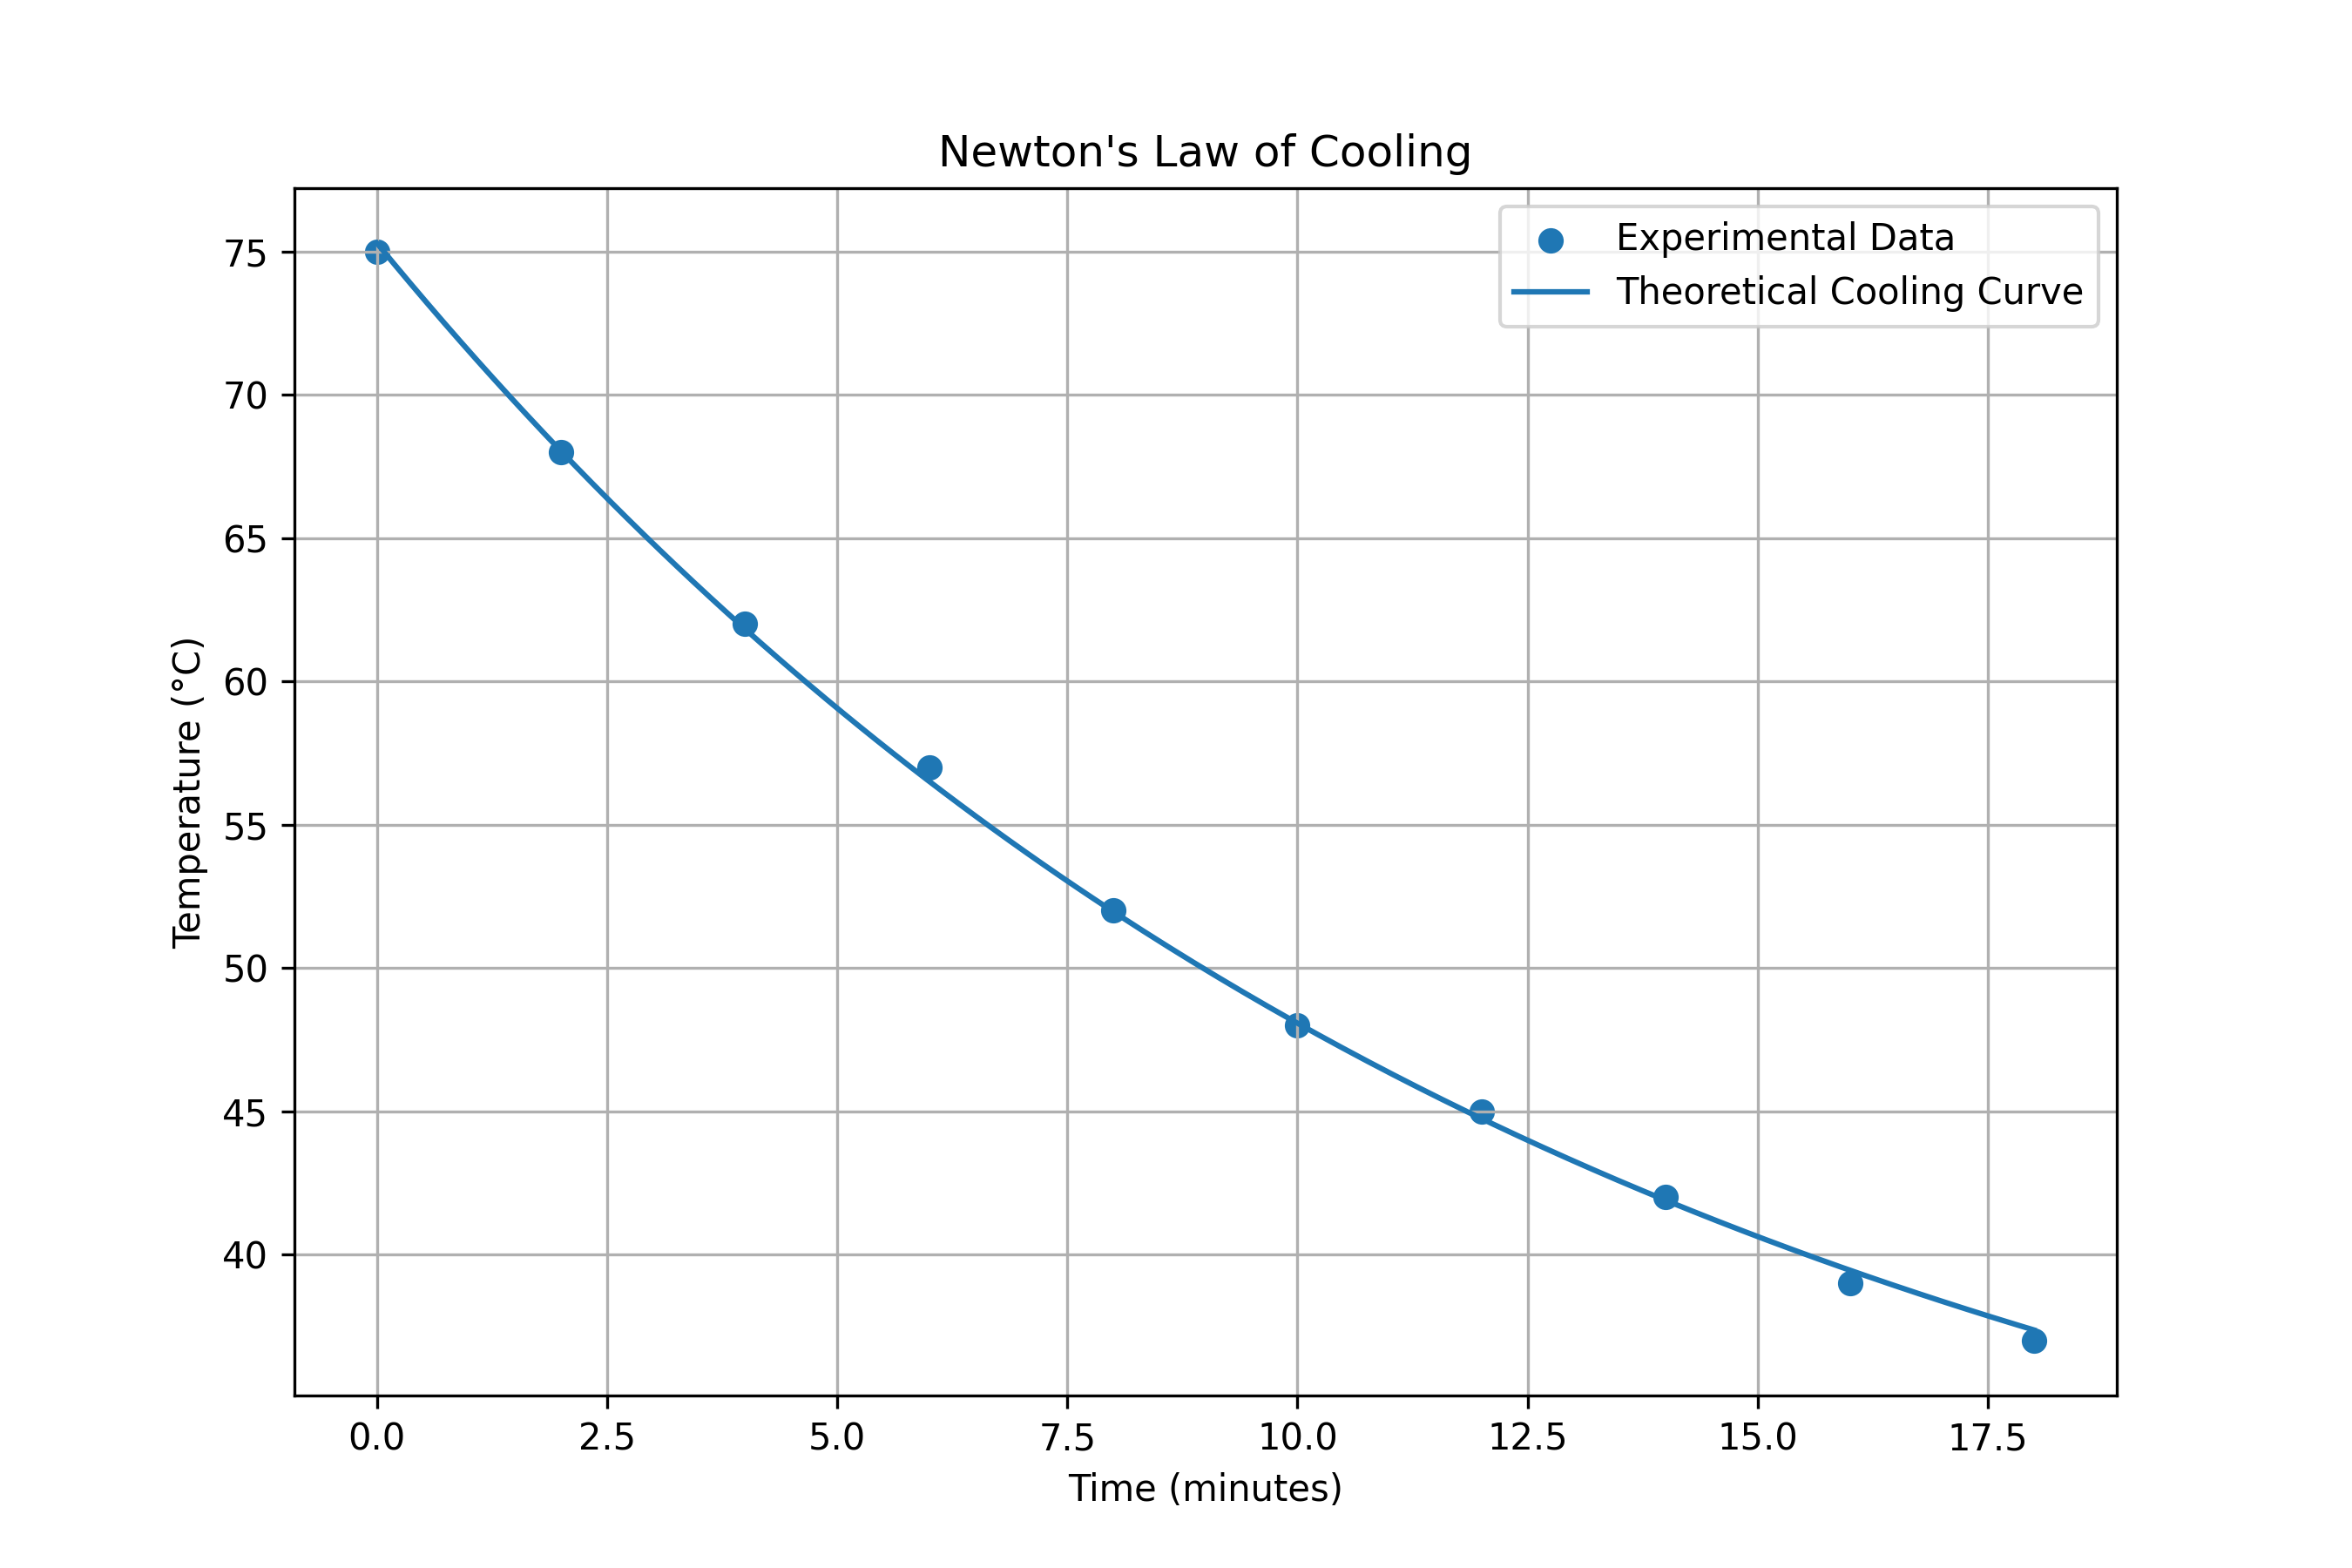 Newton's Law of Cooling
Experimental Data
Theoretical Cooling Curve
75
70
65
60
55
50
45
40
Temperature (°C)
0.0 2.5 5.0 7.5 10.0 12.5 15.0 17.5
Time (minutes)